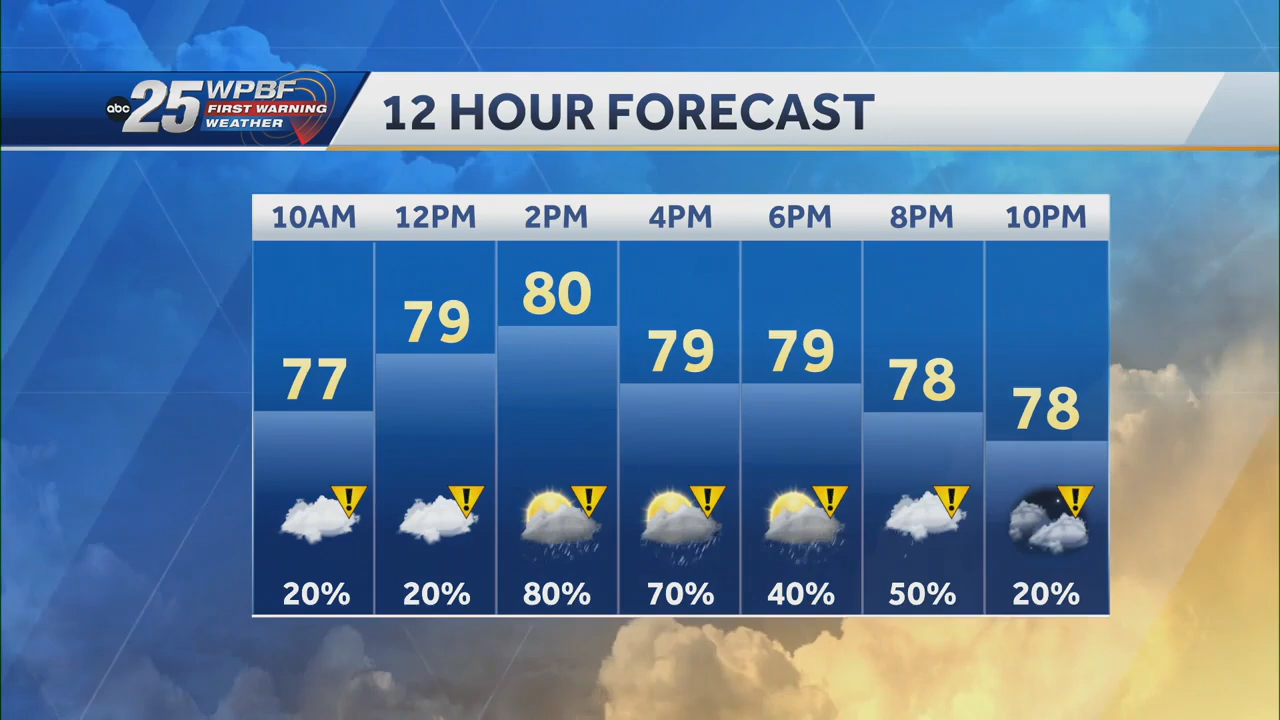 abc 25 WPBF
FIRST WARNING
WEATHER
12 HOUR FORECAST
10AM 12PM 2PM 4PM 6PM 8PM 10PM
77 79 80 79 79 78 78
! ! ! ! ! ! !
20% 20% 80% 70% 40% 50% 20%